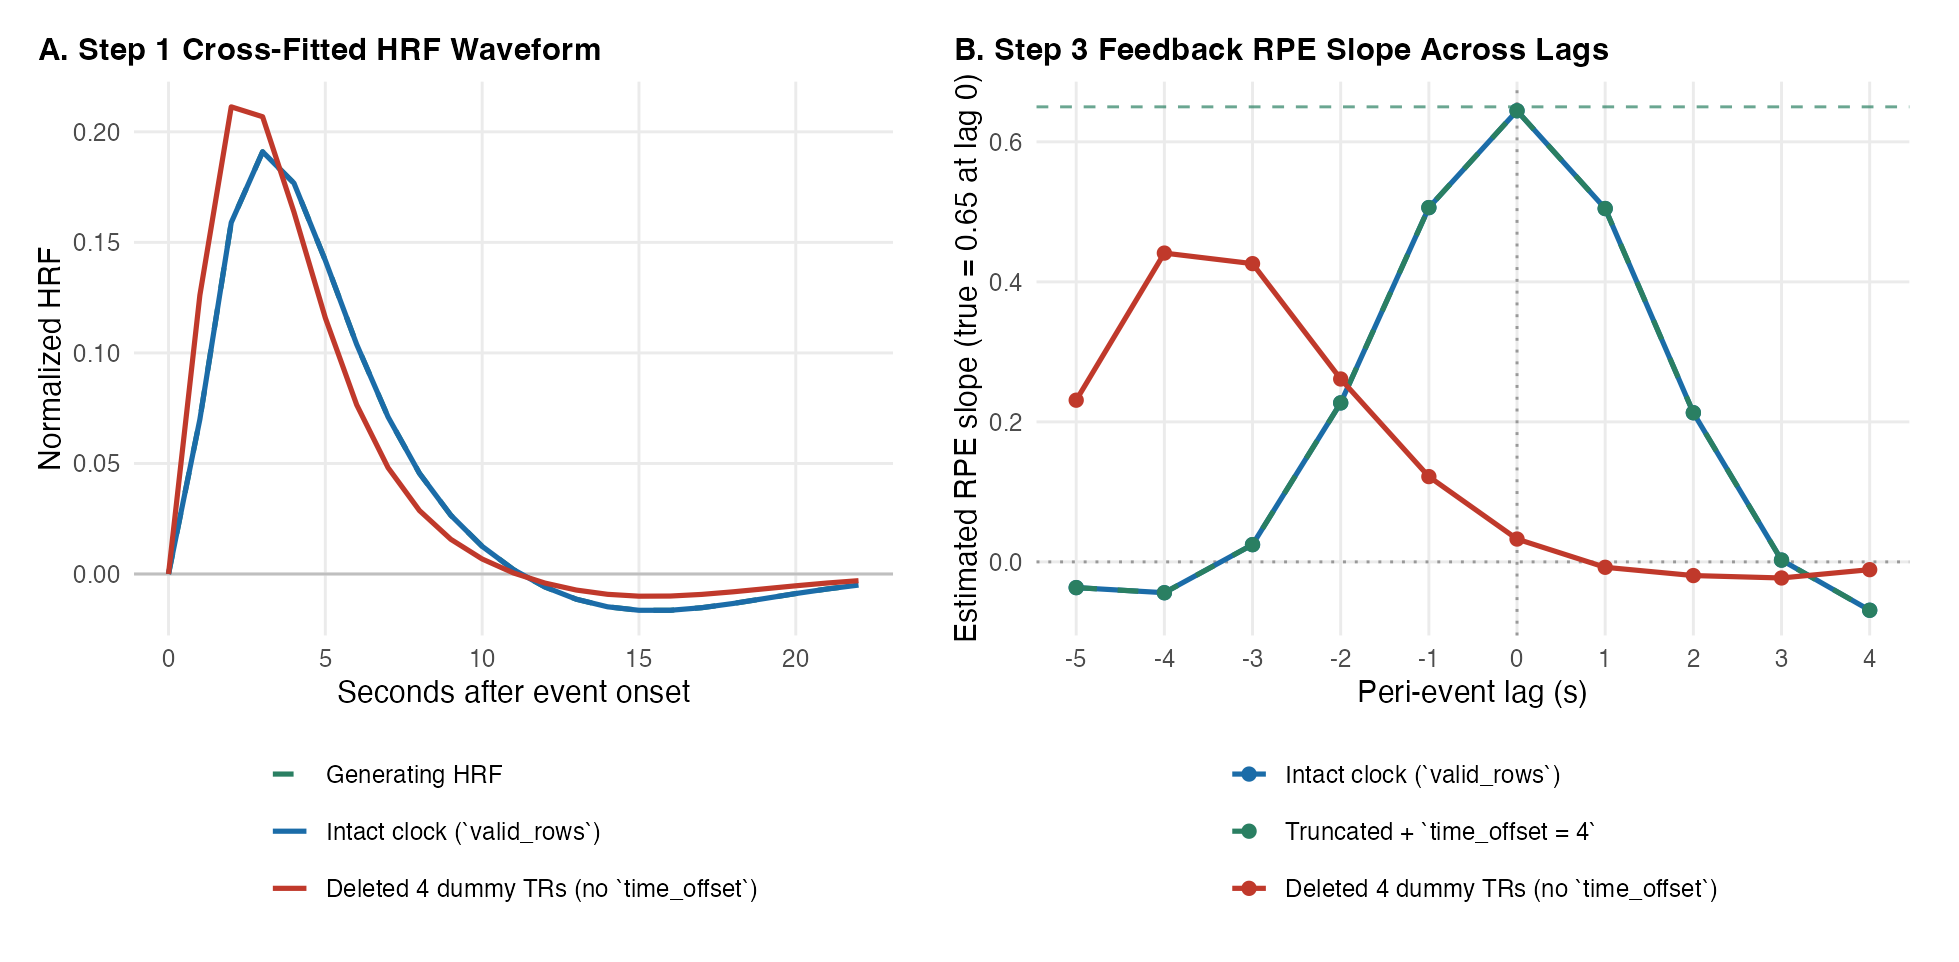 A. Step 1 Cross-Fitted HRF Waveform
Normalized HRF
0.20
0.15
0.10
0.05
0.00
0 5 10 15 20
Seconds after event onset
Generating HRF
Intact clock (`valid_rows`)
Deleted 4 dummy TRs (no `time_offset`)
B. Step 3 Feedback RPE Slope Across Lags
Estimated RPE slope (true = 0.65 at lag 0)
0.6
0.4
0.2
0.0
-5 -4 -3 -2 -1 0 1 2 3 4
Peri-event lag (s)
Intact clock (`valid_rows`)
Truncated + `time_offset = 4`
Deleted 4 dummy TRs (no `time_offset`)